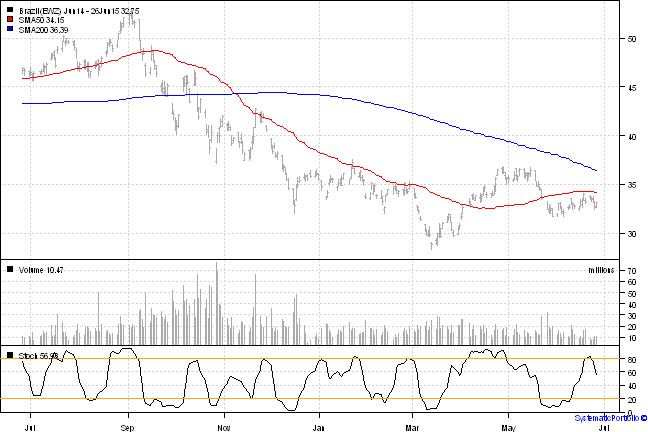 Brazil(EWZ) Jun14 - 26Jun15 32.75
SMA50 34.15
SMA200 36.39
50
45
40
35
30
Volume 10.47
millions
70
60
50
40
30
20
10
Stoch 56.98
80
60
40
20
0
Jul Sep Nov Jan Mar May Jul
SystematicPortfolio ©